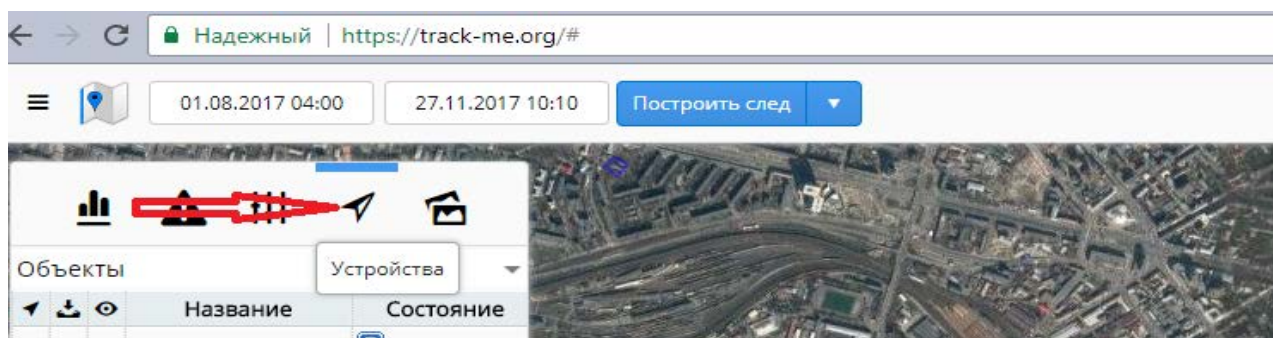 Надежный | https://track-me.org/#
01.08.2017 04:00 27.11.2017 10:10 Построить след
Устройства
Объекты
Название Состояние